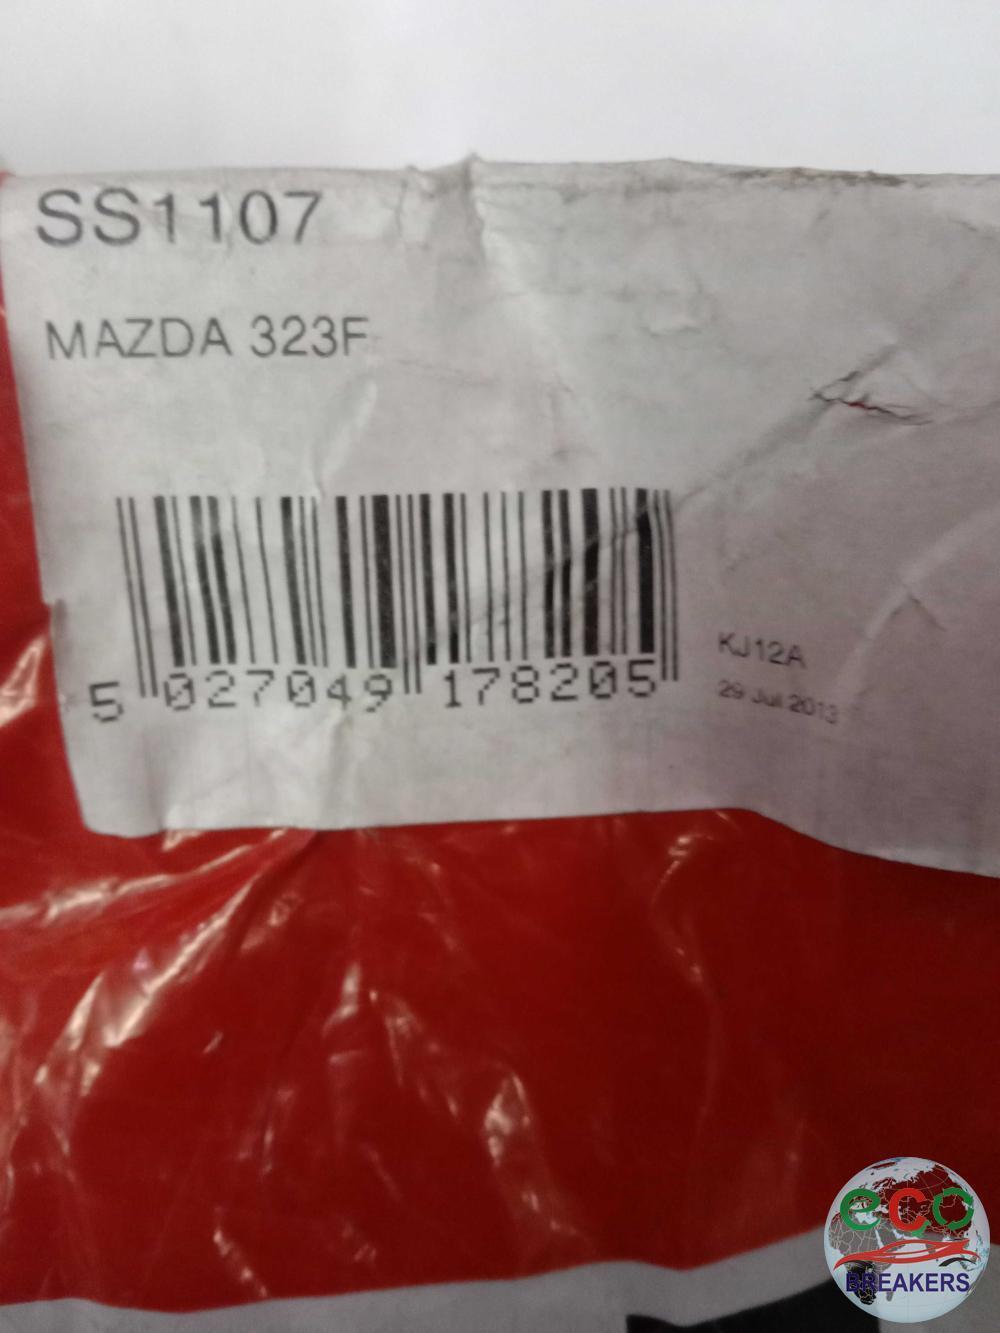 SS1107
MAZDA 323F
5 027049 178205
KJ12A
29 Jul 2013
eco
BREAKERS